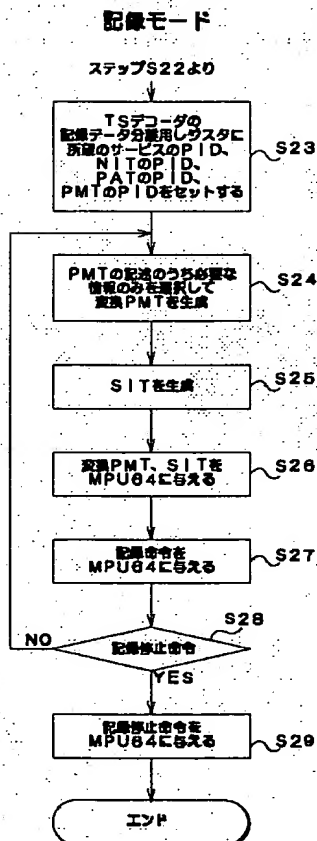 記録モード
ステップS22より
TSデコーダの
記録データ分離用レジスタに
所望のサービスのPID、
NITのPID、
PATのPID、
PMTのPIDをセットする
S23
PMTの記述のうち必要な
情報のみを選択して
変換PMTを生成
S24
SITを生成
S25
変換PMT、SITを
MPU64に与える
S26
記録命令を
MPU64に与える
S27
S28
記録停止命令
NO
YES
記録停止命令を
MPU64に与える
S29
エンド